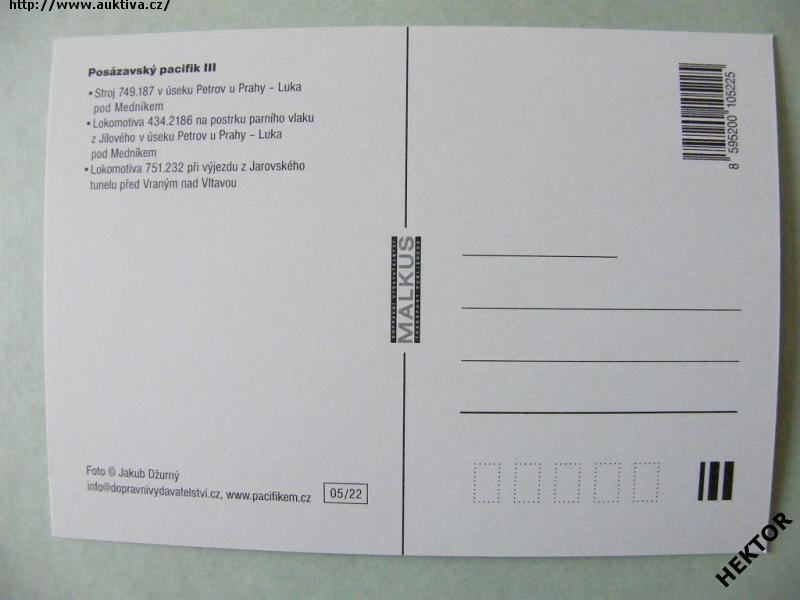 http://www.auktiva.cz/
Posázavský pacifik III
•Stroj 749.187 v úseku Petrov u Prahy – Luka
pod Medníkem
•Lokomotiva 434.2186 na postrku parního vlaku
z Jílového v úseku Petrov u Prahy – Luka
pod Medníkem
•Lokomotiva 751.232 při výjezdu z Jarovského
tunelu před Vraným nad Vltavou
Foto © Jakub Džurný
info@dopravnivydavatelstvi.cz, www.pacifikem.cz
05/22
DOPRAVNÍ VYDAVATELSTVÍ
MALKUS
8 595200 105225
HEKTOR